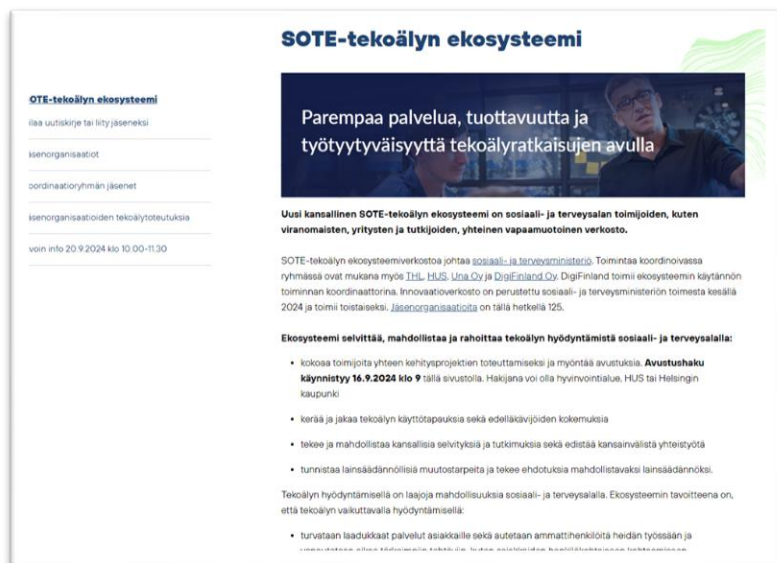 SOTE-tekoälyn ekosysteemi
OTE-tekoälyn ekosysteemi
ilaa uutiskirje tai liity jäseneksi
äsenorganisaatiot
oordinaatioryhmän jäsenet
äsenorganisaatioiden tekoälytoteutuksia
voin info 20.9.2024 klo 10.00-11.30
Parempaa palvelua, tuottavuutta ja
työtyytyväisyyttä tekoälyratkaisujen avulla
Uusi kansallinen SOTE-tekoälyn ekosysteemi on sosiaali- ja terveysalan toimijoiden, kuten
viranomaisten, yritysten ja tutkijoiden, yhteinen vapaamuotoinen verkosto.
SOTE-tekoälyn ekosysteemiverkostoa johtaa sosiaali- ja terveysministeriö. Toimintaa koordinoivassa
ryhmässä ovat mukana myös THL, HUS, Una Oy ja DigiFinland Oy. DigiFinland toimii ekosysteemin käytännön
toiminnan koordinaattorina. Innovaatioverkosto on perustettu sosiaali- ja terveysministeriön toimesta kesällä
2024 ja toimii toistaiseksi. Jäsenorganisaatioita on tällä hetkellä 125.
Ekosysteemi selvittää, mahdollistaa ja rahoittaa tekoälyn hyödyntämistä sosiaali- ja terveysalalla:
• kokoaa toimijoita yhteen kehitysprojektien toteuttamiseksi ja myöntää avustuksia. Avustushaku
käynnistyy 16.9.2024 klo 9 tällä sivustolla. Hakijana voi olla hyvinvointialue, HUS tai Helsingin
kaupunki
• kerää ja jakaa tekoälyn käyttötapauksia sekä edelläkävijöiden kokemuksia
• tekee ja mahdollistaa kansallisia selvityksiä ja tutkimuksia sekä edistää kansainvälistä yhteistyötä
• tunnistaa lainsäädännöllisiä muutostarpeita ja tekee ehdotuksia mahdollistavaksi lainsäädännöksi.
Tekoälyn hyödyntämisellä on laajoja mahdollisuuksia sosiaali- ja terveysalalla. Ekosysteemin tavoitteena on,
että tekoälyn vaikuttavalla hyödyntämisellä:
• turvataan laadukkaat palvelut asiakkaille sekä autetaan ammattihenkilöitä heidän työssään ja